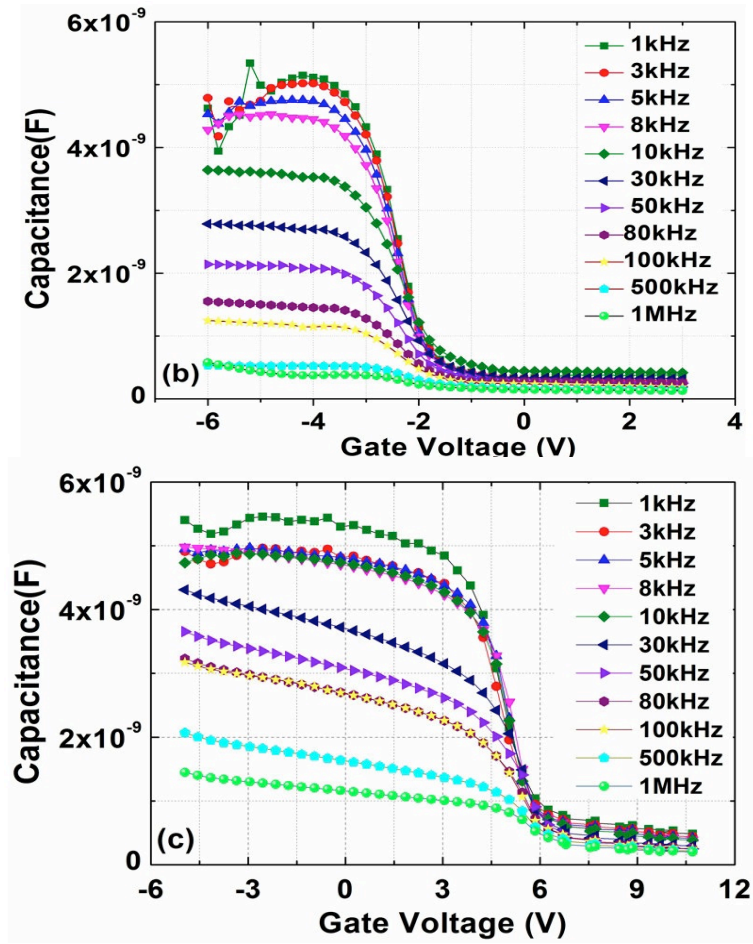 6x10⁻⁹
4x10⁻⁹
2x10⁻⁹
0
Capacitance(F)
1kHz
3kHz
5kHz
8kHz
10kHz
30kHz
50kHz
80kHz
100kHz
500kHz
1MHz
(b)
-6 -4 -2 0 2 4
Gate Voltage (V)
6x10⁻⁹
4x10⁻⁹
2x10⁻⁹
0
Capacitance(F)
1kHz
3kHz
5kHz
8kHz
10kHz
30kHz
50kHz
80kHz
100kHz
500kHz
1MHz
(c)
-6 -3 0 3 6 9 12
Gate Voltage (V)